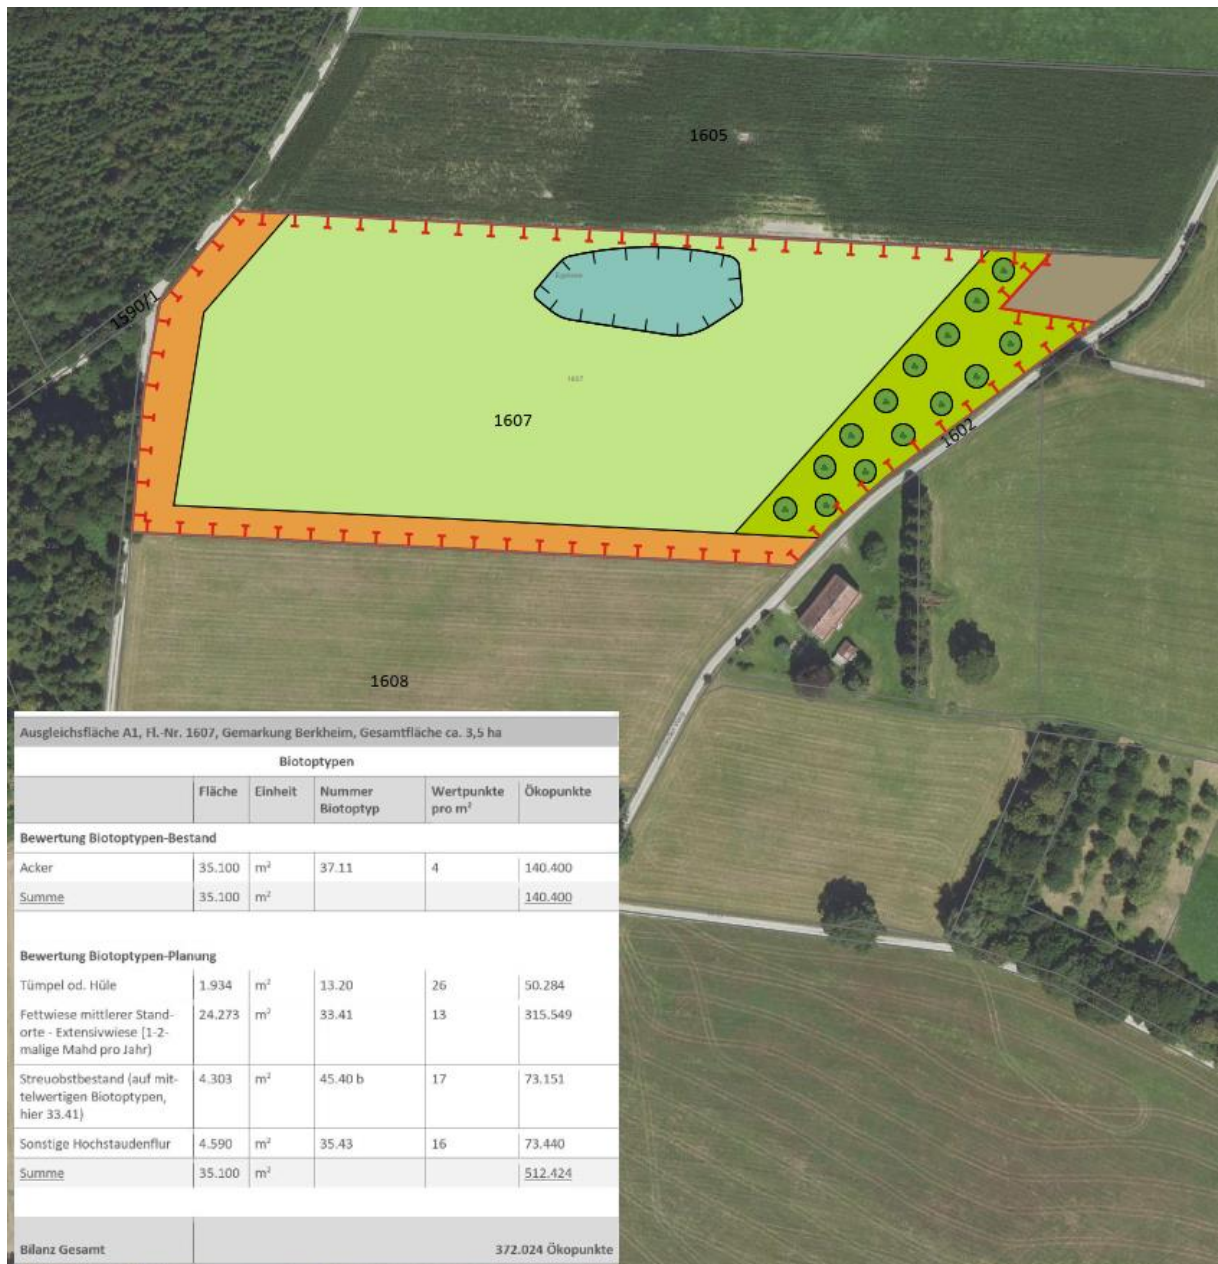 1605
1590/1
1607
1607
1602
1608
Ausgleichsfläche A1, Fl.-Nr. 1607, Gemarkung Berkheim, Gesamtfläche ca. 3,5 ha
Biotoptypen
Fläche Einheit Nummer Biotoptyp Wertpunkte pro m² Ökopunkte
Bewertung Biotoptypen-Bestand
Acker 35.100 m² 37.11 4 140.400
Summe 35.100 m² 140.400
Bewertung Biotoptypen-Planung
Tümpel od. Hüle 1.934 m² 13.20 26 50.284
Fettwiese mittlerer Stand- 24.273 m² 33.41 13 315.549
orte - Extensivwiese [1-2-
malige Mahd pro Jahr)
Streuobstbestand (auf mit- 4.303 m² 45.40 b 17 73.151
telwertigen Biotoptypen,
hier 33.41)
Sonstige Hochstaudenflur 4.590 m² 35.43 16 73.440
Summe 35.100 m² 512.424
Bilanz Gesamt 372.024 Ökopunkte